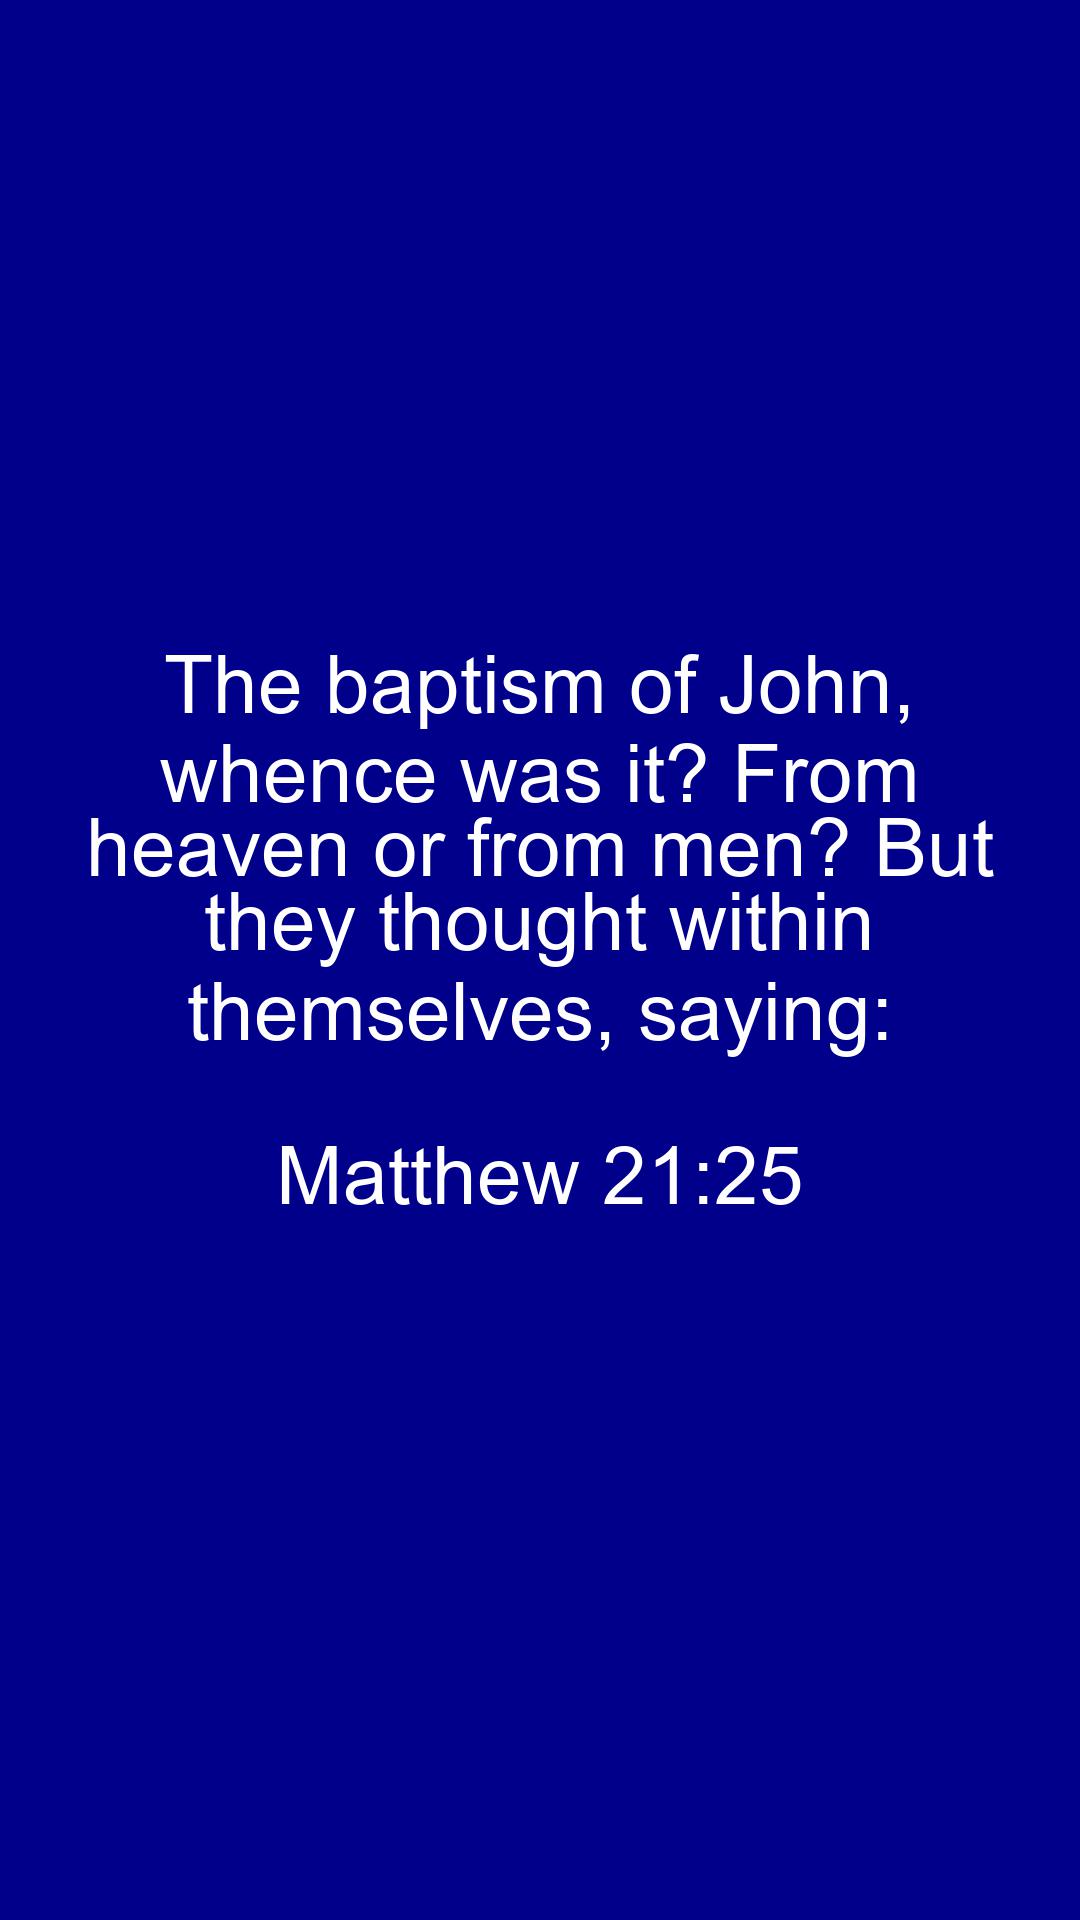 The baptism of John,
whence was it? From
heaven or from men? But
they thought within
themselves, saying:
Matthew 21:25